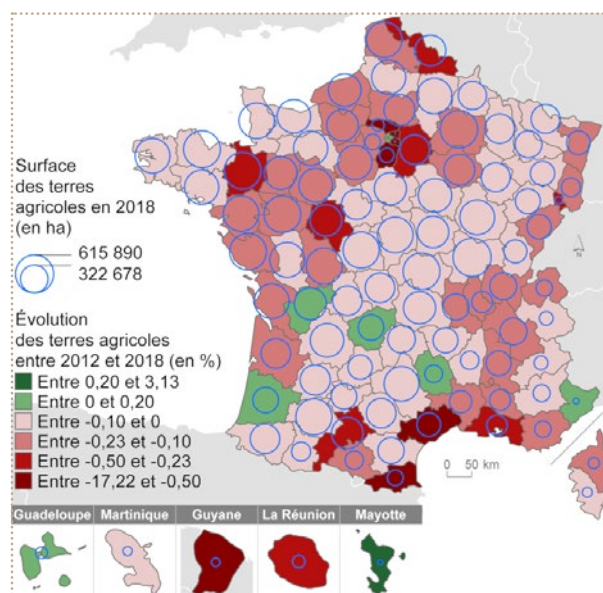 Surface
des terres
agricoles en 2018
(en ha)
615 890
322 678
Évolution
des terres agricoles
entre 2012 et 2018 (en %)
Entre 0,20 et 3,13
Entre 0 et 0,20
Entre -0,10 et 0
Entre -0,23 et -0,10
Entre -0,50 et -0,23
Entre -17,22 et -0,50
N
0 50 km
Guadeloupe
Martinique
Guyane
La Réunion
Mayotte